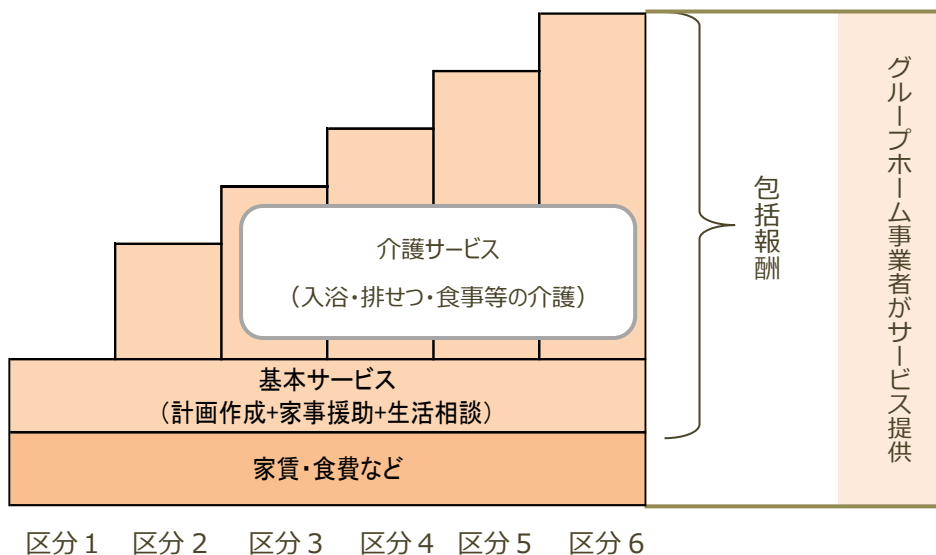 介護サービス
（入浴・排せつ・食事等の介護）
基本サービス
（計画作成+家事援助+生活相談）
家賃・食費など
包括報酬
グループホーム事業者がサービス提供
区分１ 区分２ 区分３ 区分４ 区分５ 区分６